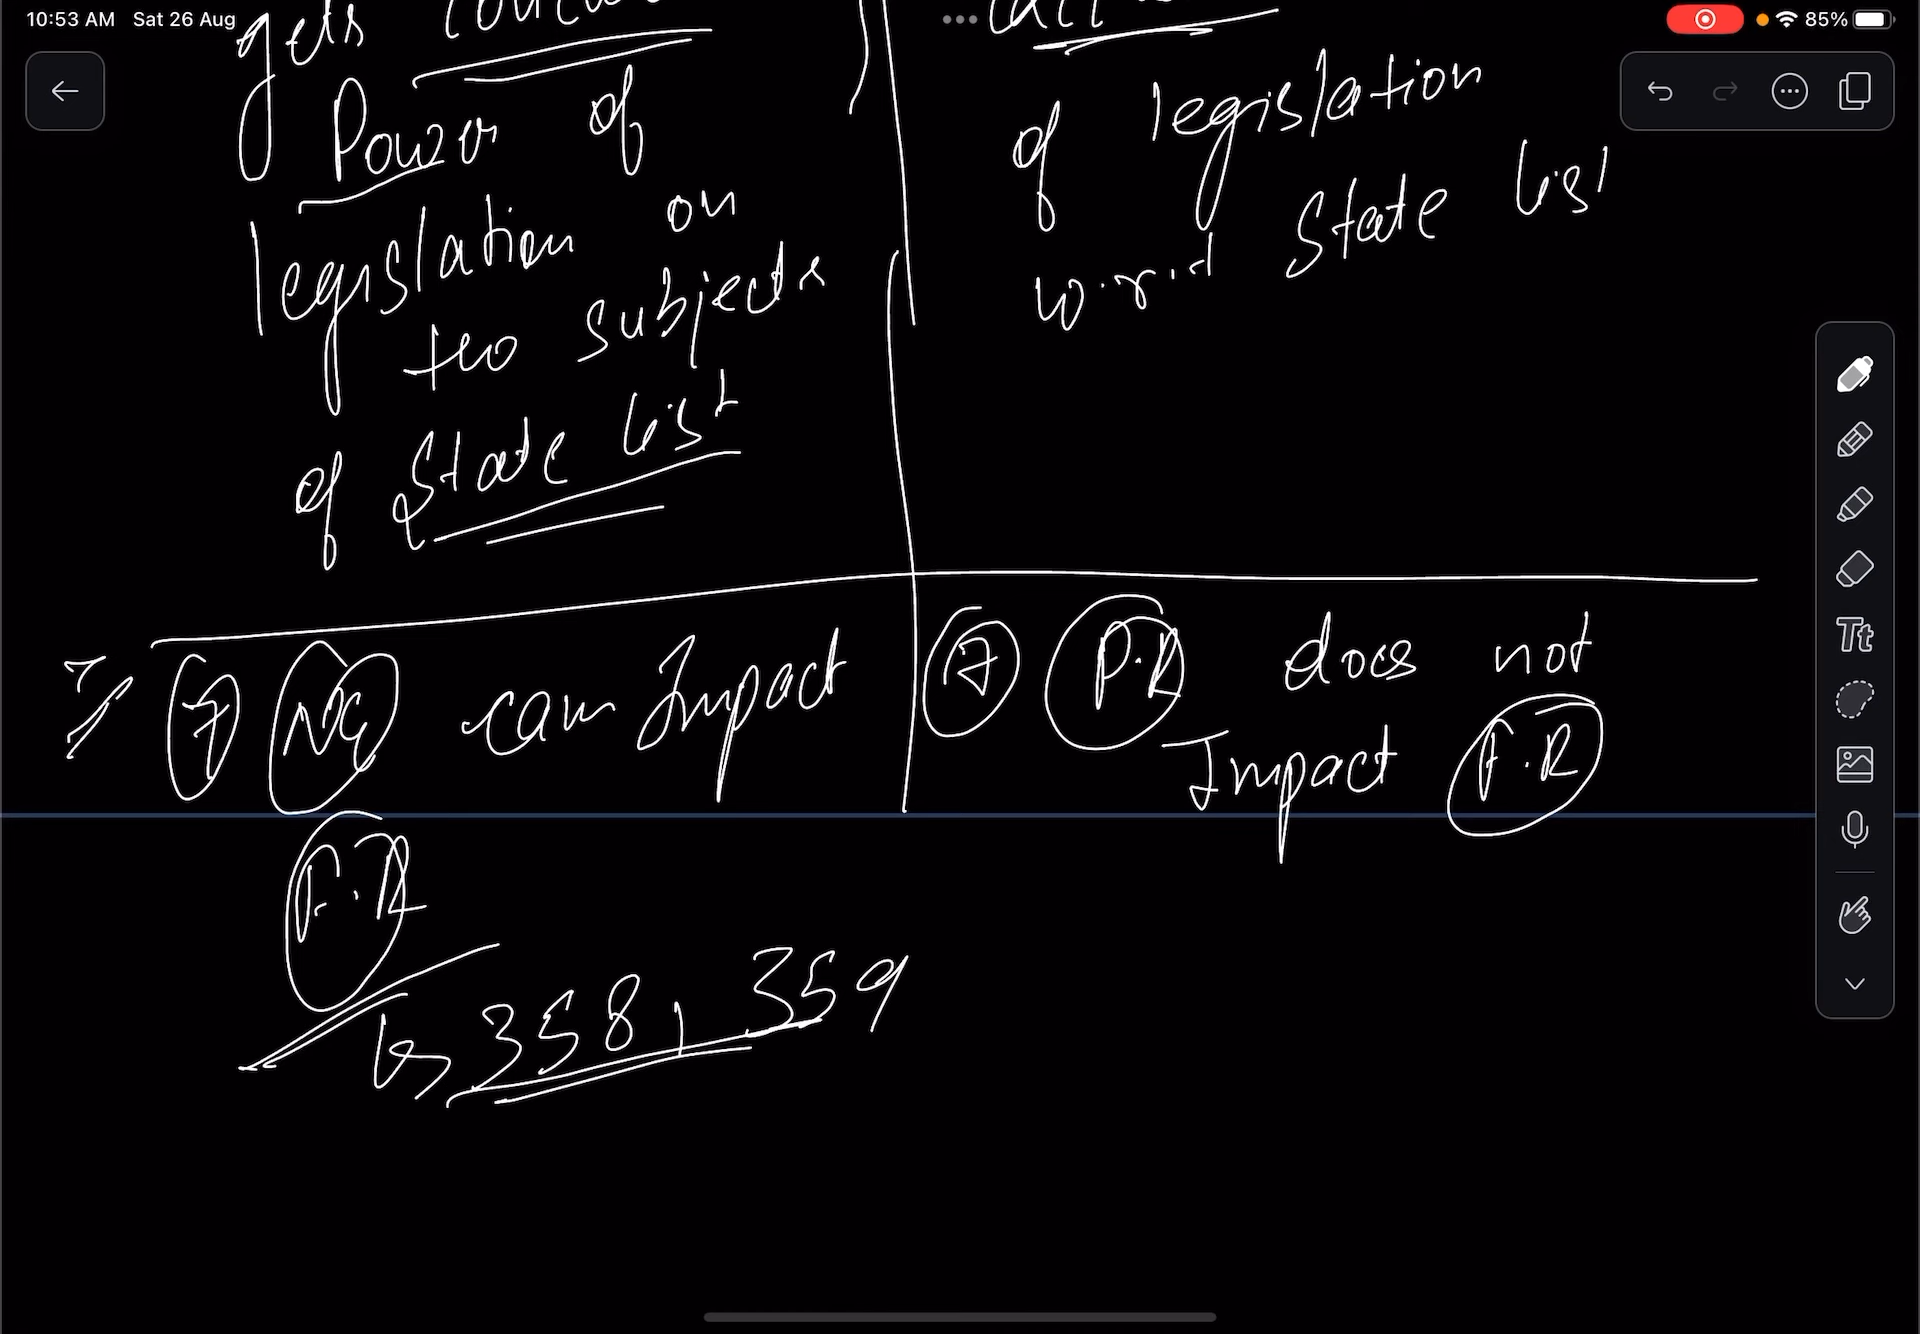 10:53 AM Sat 26 Aug
85%
gets
Power of
legislation on
two subjects
of State list
of legislation
w.r.t State list
7 NE can Impact
F.R
358, 359
7 P.R does not
Impact F.R
Tt